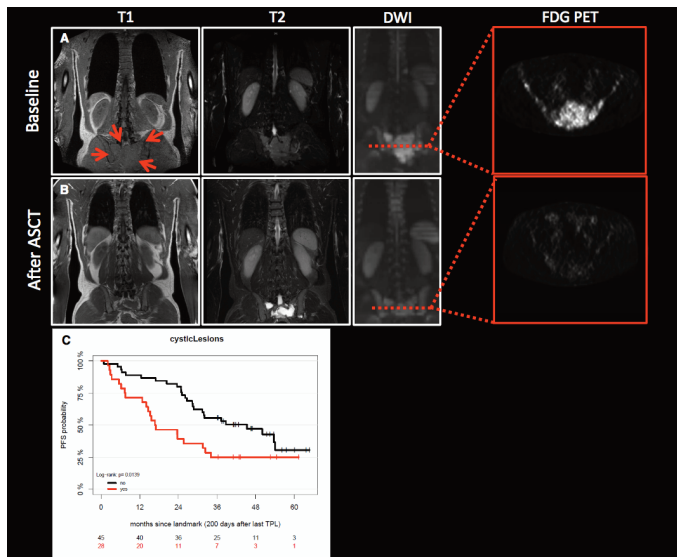 T1 T2 DWI FDG PET
Baseline
A
After ASCT
B
C
cysticLesions
PFS probability
100 %
75 %
50 %
25 %
0 %
Log-rank: p= 0.0139
no
yes
0 12 24 36 48 60
months since landmark (200 days after last TPL)
45 40 36 25 11 3
28 20 11 7 3 1